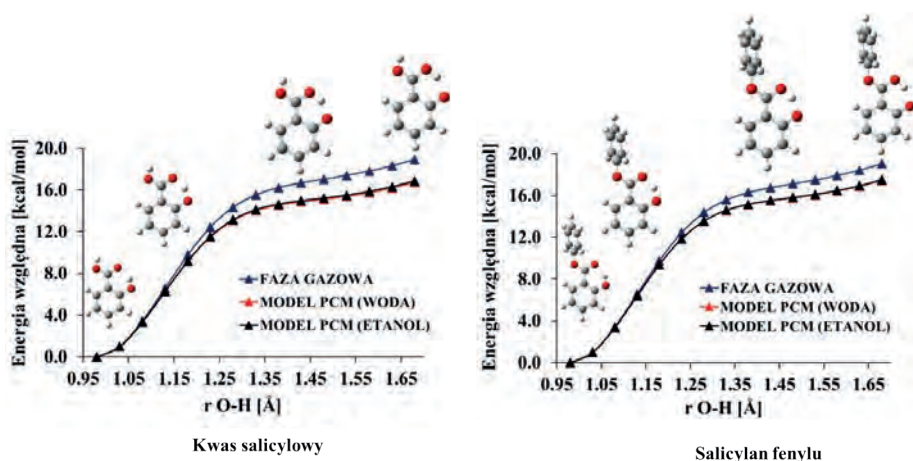 Energia względna [kcal/mol]
20.0
16.0
12.0
8.0
4.0
0.0
FAZA GAZOWA
MODEL PCM (WODA)
MODEL PCM (ETANOL)
0.95 1.05 1.15 1.25 1.35 1.45 1.55 1.65
r O-H [Å]
Kwas salicylowy
Energia względna [kcal/mol]
20.0
16.0
12.0
8.0
4.0
0.0
FAZA GAZOWA
MODEL PCM (WODA)
MODEL PCM (ETANOL)
0.95 1.05 1.15 1.25 1.35 1.45 1.55 1.65
r O-H [Å]
Salicylan fenylu